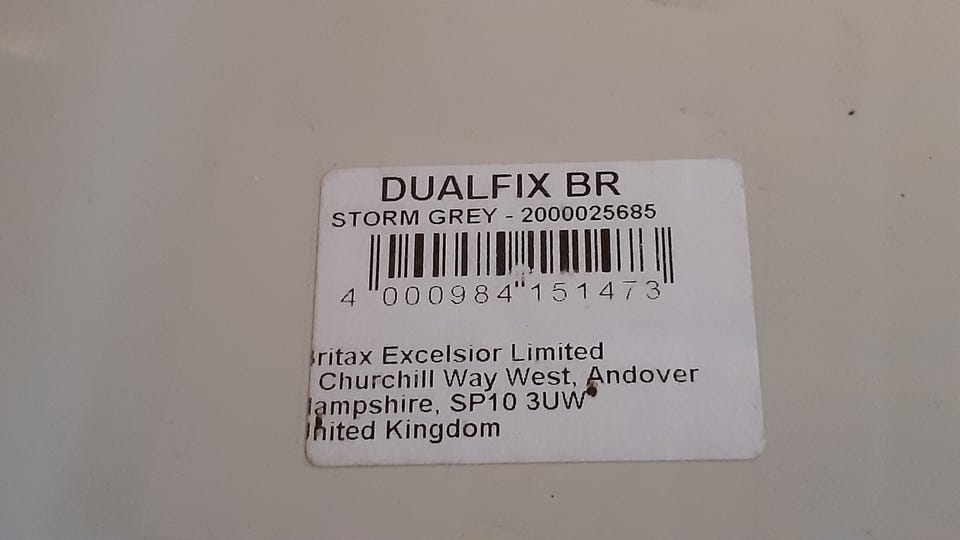 DUALFIX BR
STORM GREY - 2000025685
4 000984 151473
ritax Excelsior Limited
Churchill Way West, Andover
ampshire, SP10 3UW
nited Kingdom